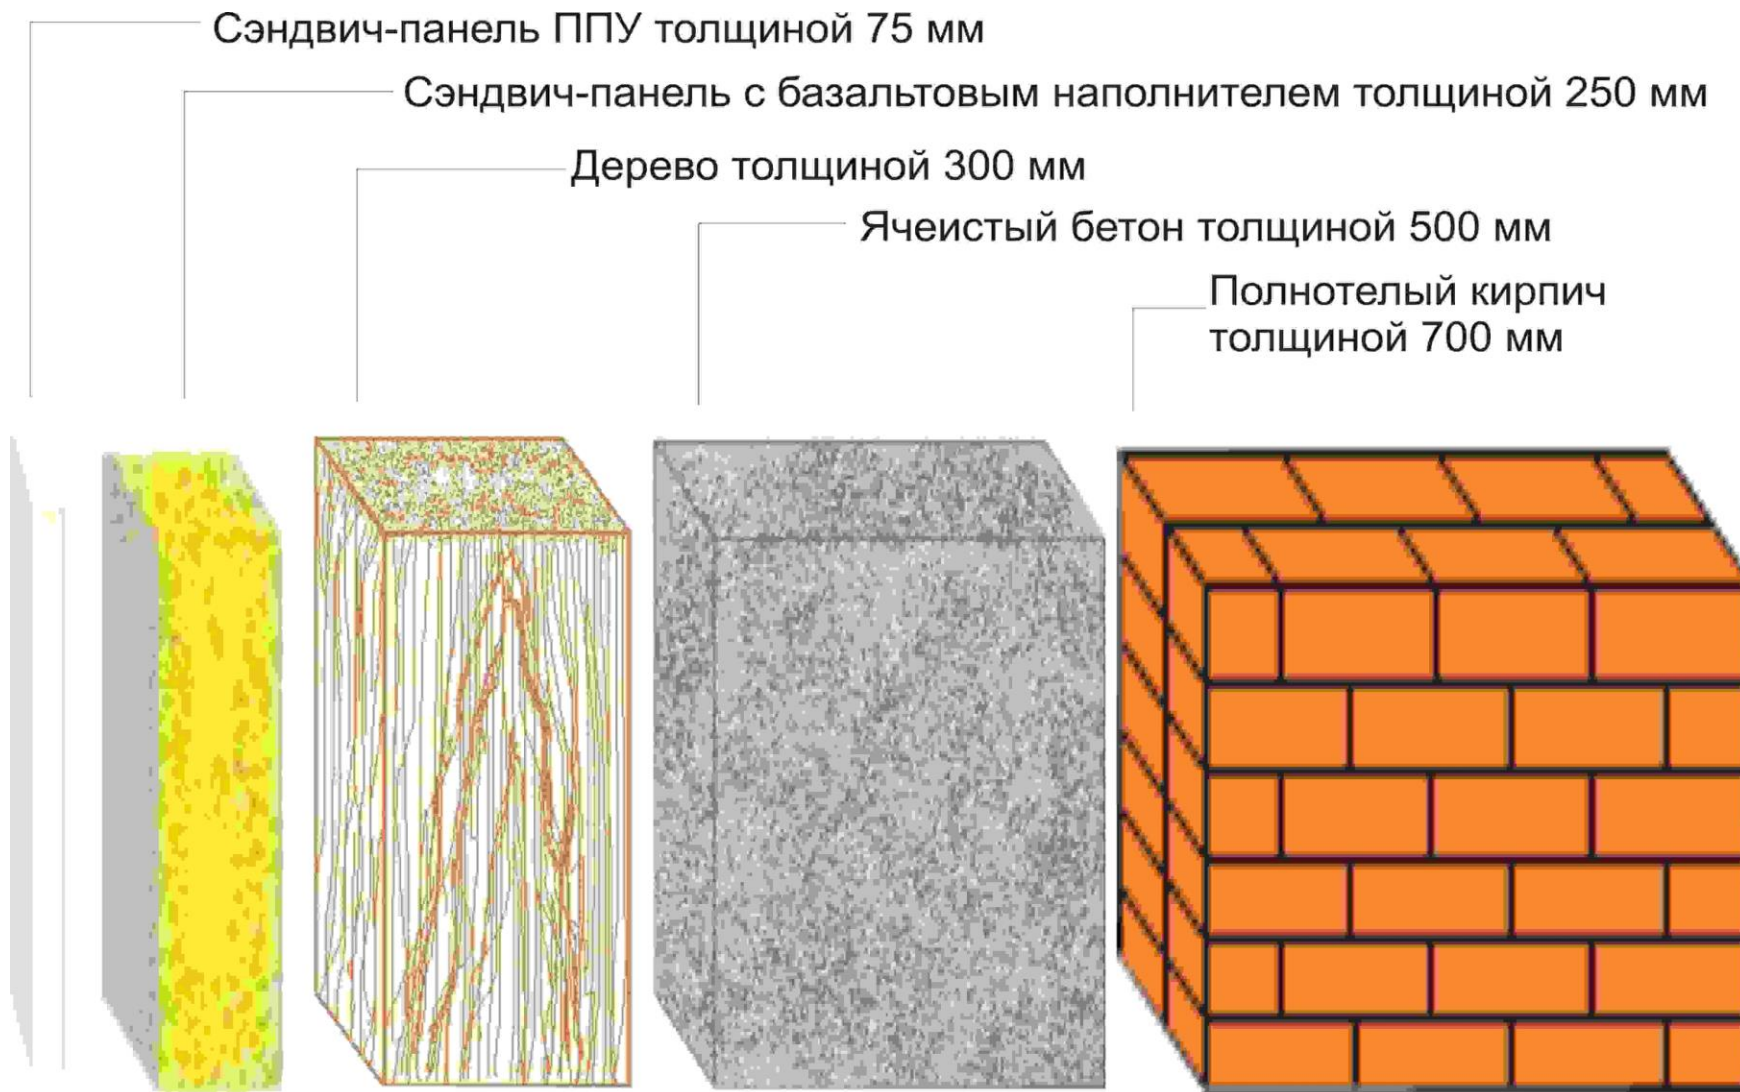 Сэндвич-панель ППУ толщиной 75 мм
Сэндвич-панель с базальтовым наполнителем толщиной 250 мм
Дерево толщиной 300 мм
Ячеистый бетон толщиной 500 мм
Полнотелый кирпич
толщиной 700 мм